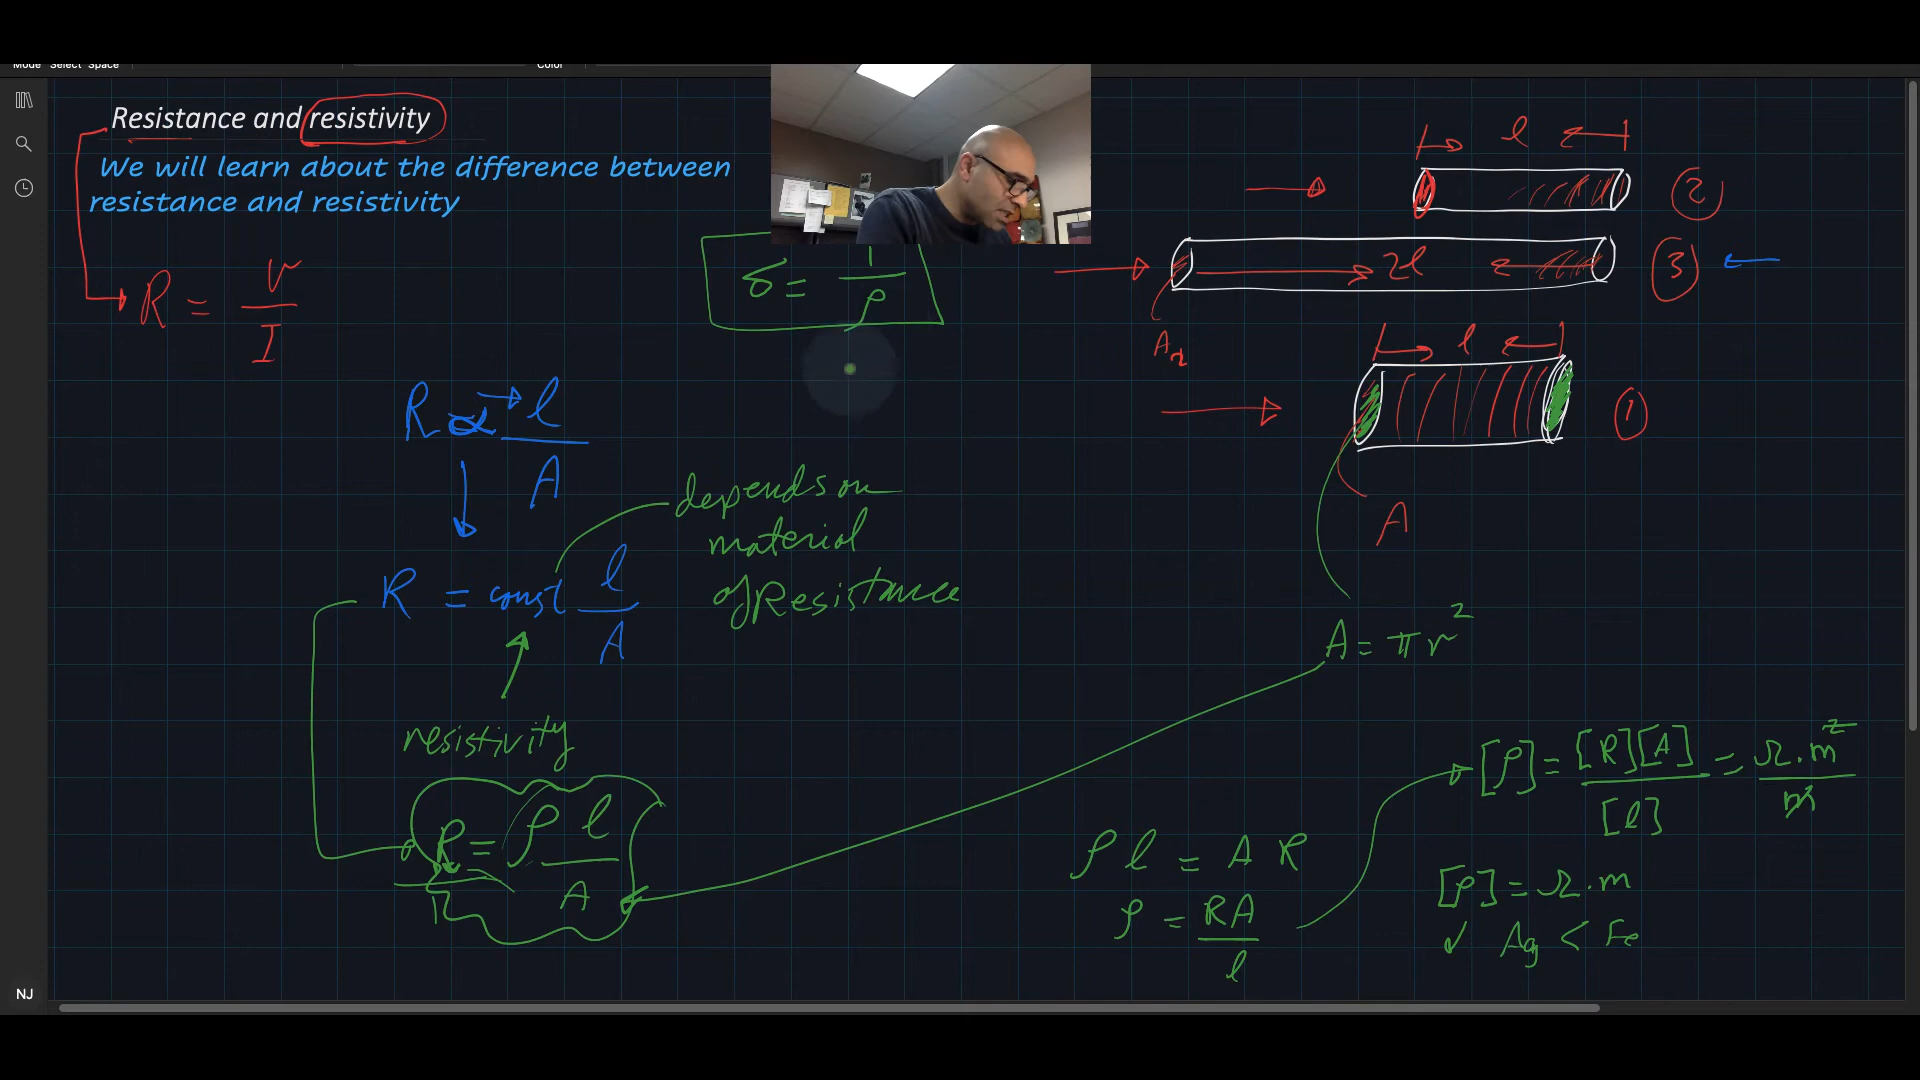 Mode Select Space Color
Resistance and resistivity
We will learn about the difference between
resistance and resistivity
R = V / I
σ = 1 / ρ
R ∝ l / A
R = const l / A
depends on
material
of Resistance
resistivity
R = ρ l / A
l
2
2l
3
A2
l
1
A
A = π r²
[ρ] = [R][A] / [l] = Ω.m² / m
ρ l = A R
ρ = RA / l
[ρ] = Ω.m
✓ Ag < Fe
NJ